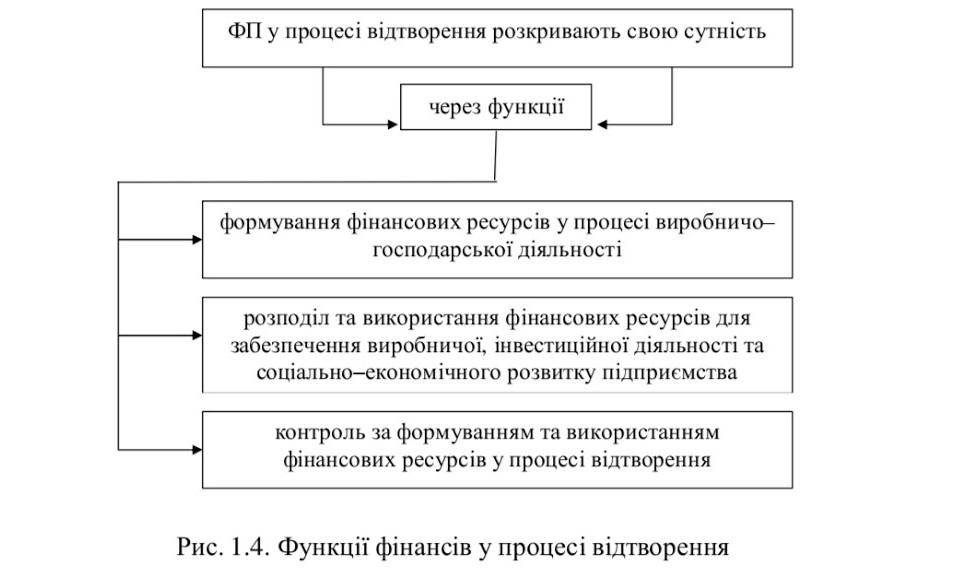 ФП у процесі відтворення розкривають свою сутність
через функції
формування фінансових ресурсів у процесі виробничо–
господарської діяльності
розподіл та використання фінансових ресурсів для
забезпечення виробничої, інвестиційної діяльності та
соціально–економічного розвитку підприємства
контроль за формуванням та використанням
фінансових ресурсів у процесі відтворення
Рис. 1.4. Функції фінансів у процесі відтворення